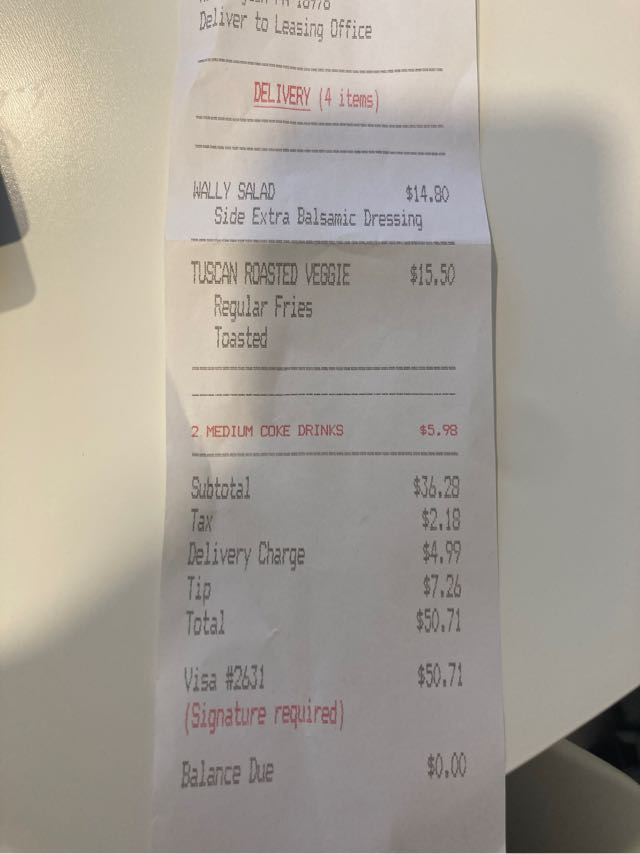 Deliver to Leasing Office
DELIVERY (4 items)
WALLY SALAD $14.80
Side Extra Balsamic Dressing
TUSCAN ROASTED VEGGIE $15.50
Regular Fries
Toasted
2 MEDIUM COKE DRINKS $5.98
Subtotal $36.28
Tax $2.18
Delivery Charge $4.99
Tip $7.26
Total $50.71
Visa #2631 $50.71
(Signature required)
Balance Due $0.00